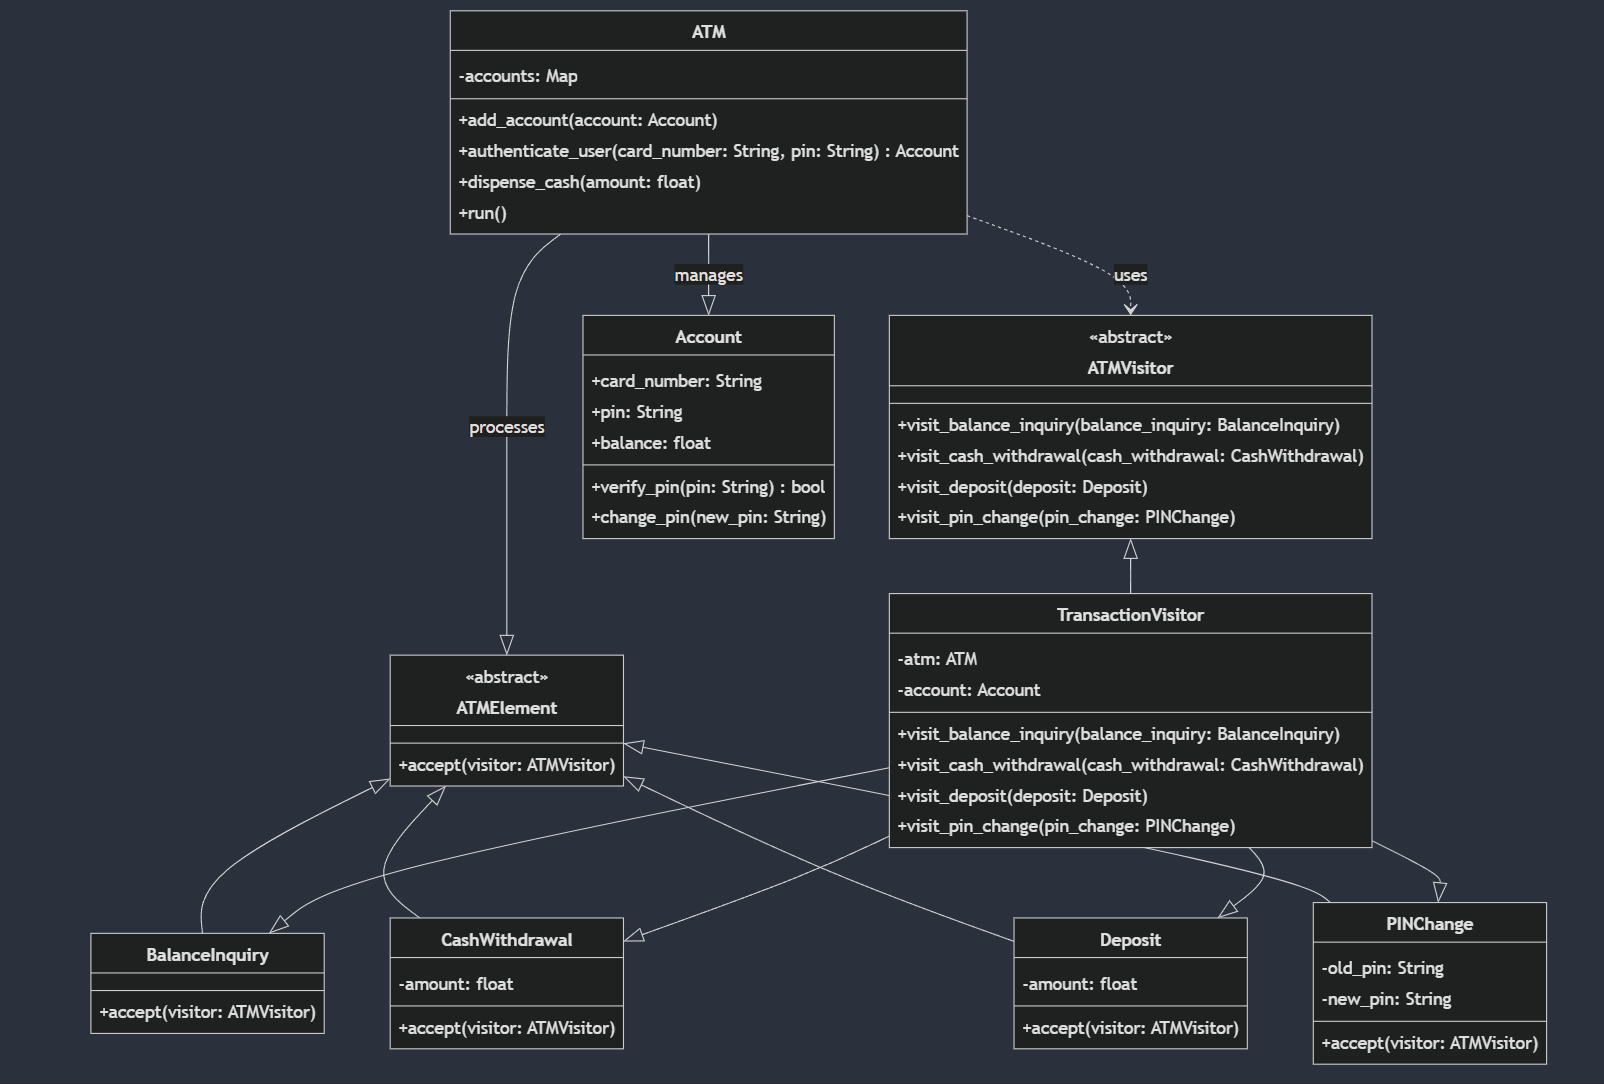 ATM
-accounts: Map
+add_account(account: Account)
+authenticate_user(card_number: String, pin: String) : Account
+dispense_cash(amount: float)
+run()
manages
uses
processes
Account
+card_number: String
+pin: String
+balance: float
+verify_pin(pin: String) : bool
+change_pin(new_pin: String)
«abstract»
ATMVisitor
+visit_balance_inquiry(balance_inquiry: BalanceInquiry)
+visit_cash_withdrawal(cash_withdrawal: CashWithdrawal)
+visit_deposit(deposit: Deposit)
+visit_pin_change(pin_change: PINChange)
«abstract»
ATMElement
+accept(visitor: ATMVisitor)
TransactionVisitor
-atm: ATM
-account: Account
+visit_balance_inquiry(balance_inquiry: BalanceInquiry)
+visit_cash_withdrawal(cash_withdrawal: CashWithdrawal)
+visit_deposit(deposit: Deposit)
+visit_pin_change(pin_change: PINChange)
BalanceInquiry
+accept(visitor: ATMVisitor)
CashWithdrawal
-amount: float
+accept(visitor: ATMVisitor)
Deposit
-amount: float
+accept(visitor: ATMVisitor)
PINChange
-old_pin: String
-new_pin: String
+accept(visitor: ATMVisitor)